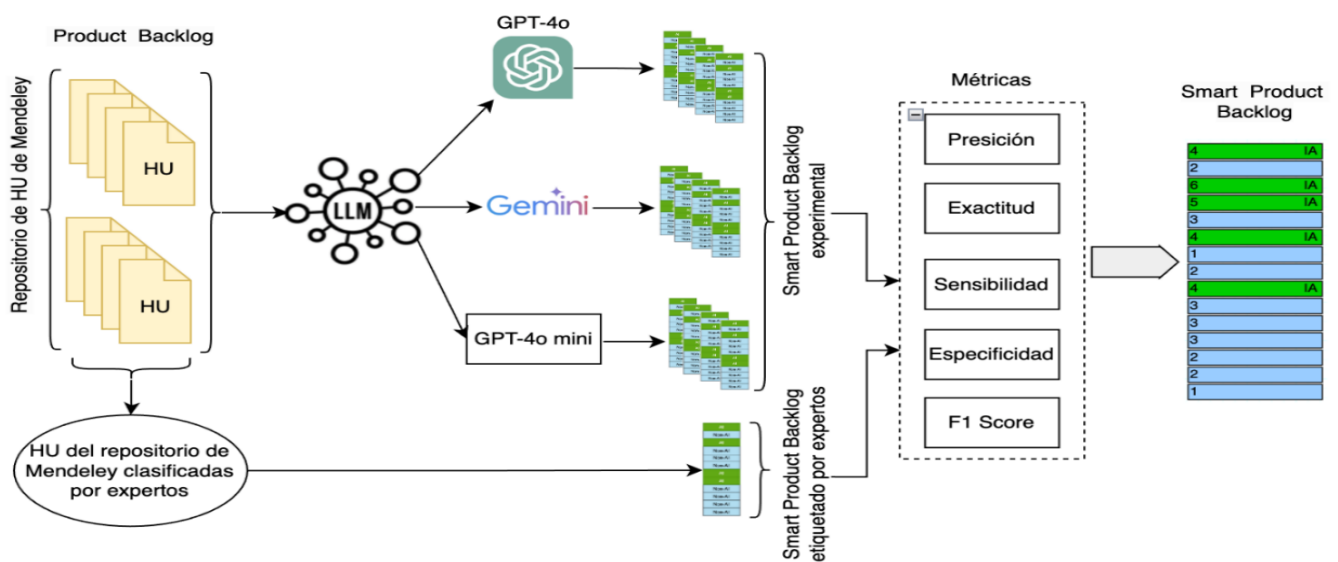 Product Backlog
Repositorio de HU de Mendeley
HU
HU
LLM
GPT-4o
Gemini
GPT-4o mini
HU del repositorio de
Mendeley clasificadas
por expertos
Smart Product Backlog
experimental
Smart Product Backlog
etiquetado por expertos
Métricas
Presición
Exactitud
Sensibilidad
Especificidad
F1 Score
Smart Product
Backlog
4 IA
2
6 IA
5 IA
3
4 IA
1
2
4 IA
3
3
3
2
2
1